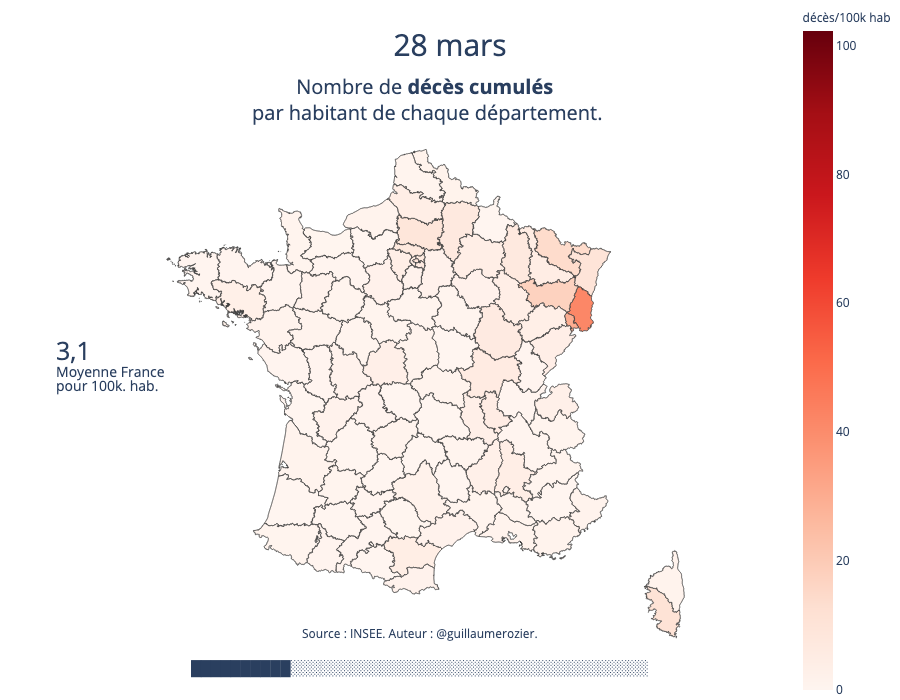 décès/100k hab
28 mars
Nombre de décès cumulés
par habitant de chaque département.
100
80
60
40
20
0
3,1
Moyenne France
pour 100k. hab.
Source : INSEE. Auteur : @guillaumerozier.